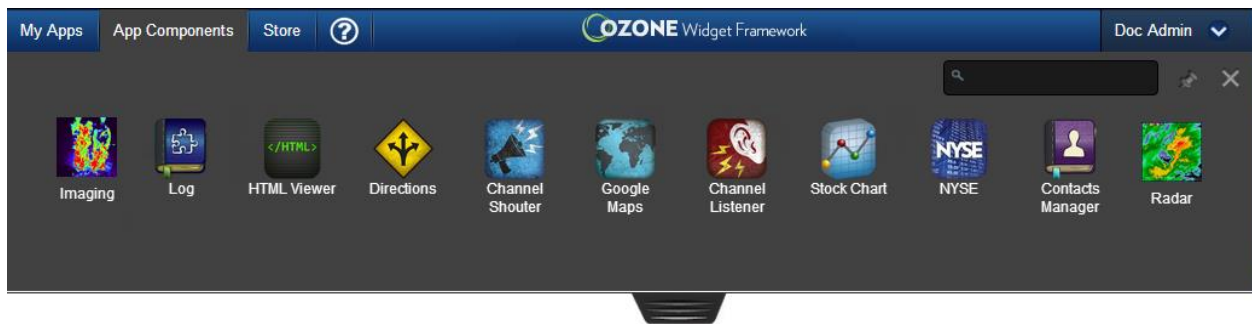 My Apps
App Components
Store
?
OZONE Widget Framework
Doc Admin
Imaging
Log
</HTML>
HTML Viewer
Directions
Channel
Shouter
Google
Maps
Channel
Listener
Stock Chart
NYSE
NYSE
Contacts
Manager
Radar